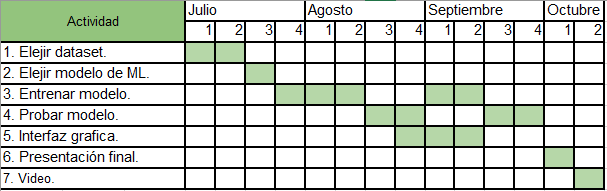 Actividad
Julio Agosto Septiembre Octubre
1 2 3 4 1 2 3 4 1 2 3 4 1 2
1. Elejir dataset.
2. Elejir modelo de ML.
3. Entrenar modelo.
4. Probar modelo.
5. Interfaz grafica.
6. Presentación final.
7. Video.